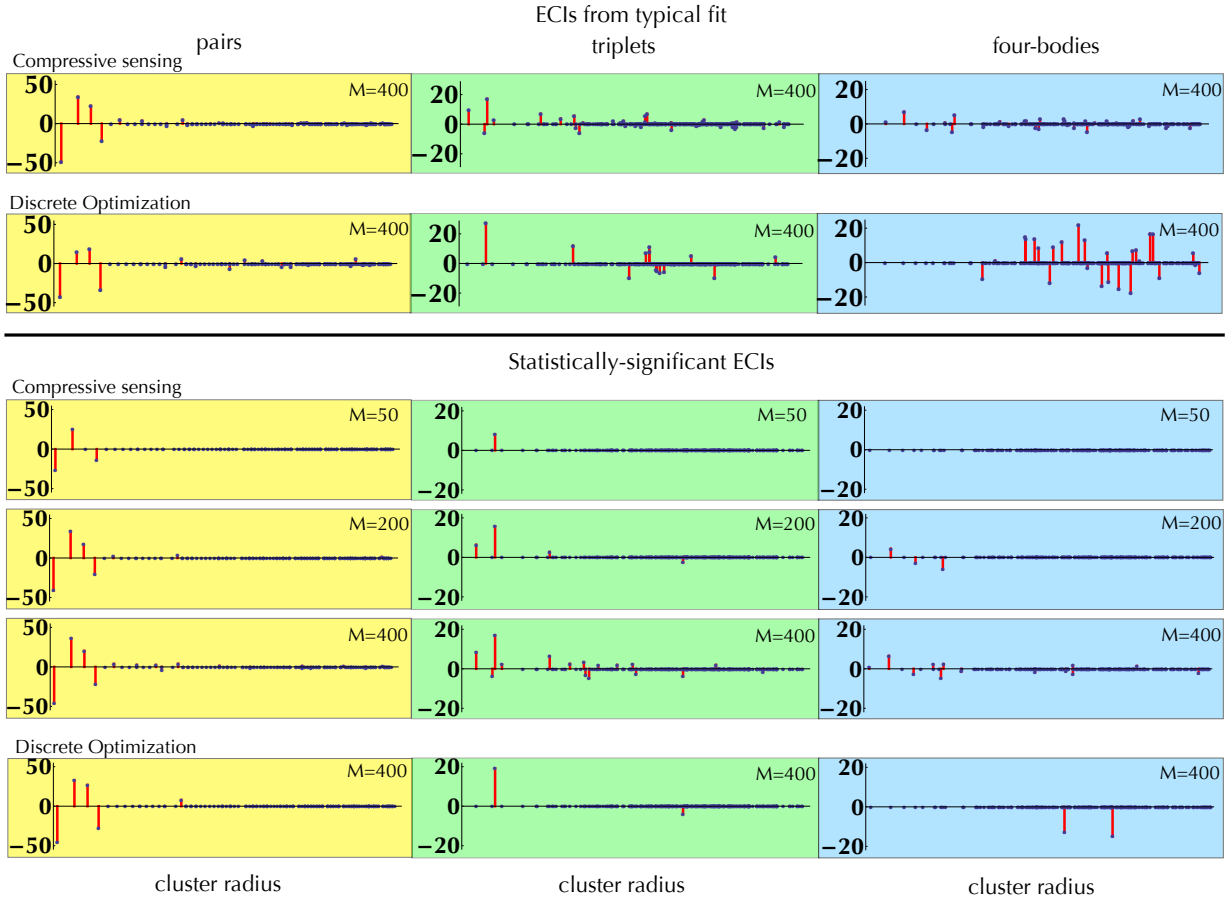 ECIs from typical fit
pairs
triplets
four-bodies
Compressive sensing
50
0
−50
M=400
20
0
−20
M=400
20
0
−20
M=400
Discrete Optimization
50
0
−50
M=400
20
0
−20
M=400
20
0
−20
M=400
Statistically-significant ECIs
Compressive sensing
50
0
−50
M=50
20
0
−20
M=50
20
0
−20
M=50
50
0
−50
M=200
20
0
−20
M=200
20
0
−20
M=200
50
0
−50
M=400
20
0
−20
M=400
20
0
−20
M=400
Discrete Optimization
50
0
−50
M=400
20
0
−20
M=400
20
0
−20
M=400
cluster radius
cluster radius
cluster radius